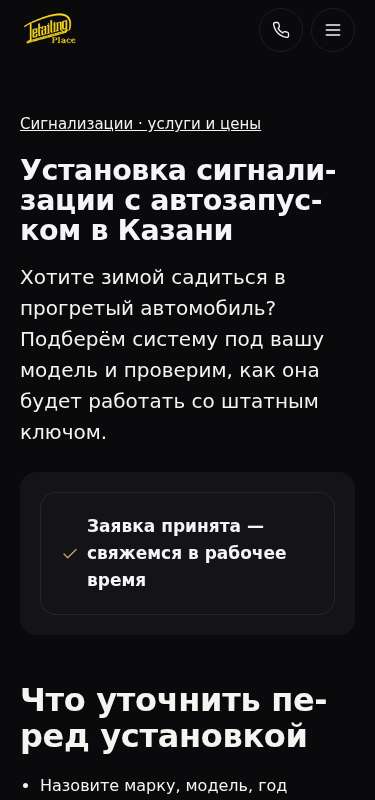 Detailing
Place
Сигнализации · услуги и цены
Установка сигнали-
зации с автозапус-
ком в Казани
Хотите зимой садиться в
прогретый автомобиль?
Подберём систему под вашу
модель и проверим, как она
будет работать со штатным
ключом.
Заявка принята —
свяжемся в рабочее
время
Что уточнить пе-
ред установкой
• Назовите марку, модель, год